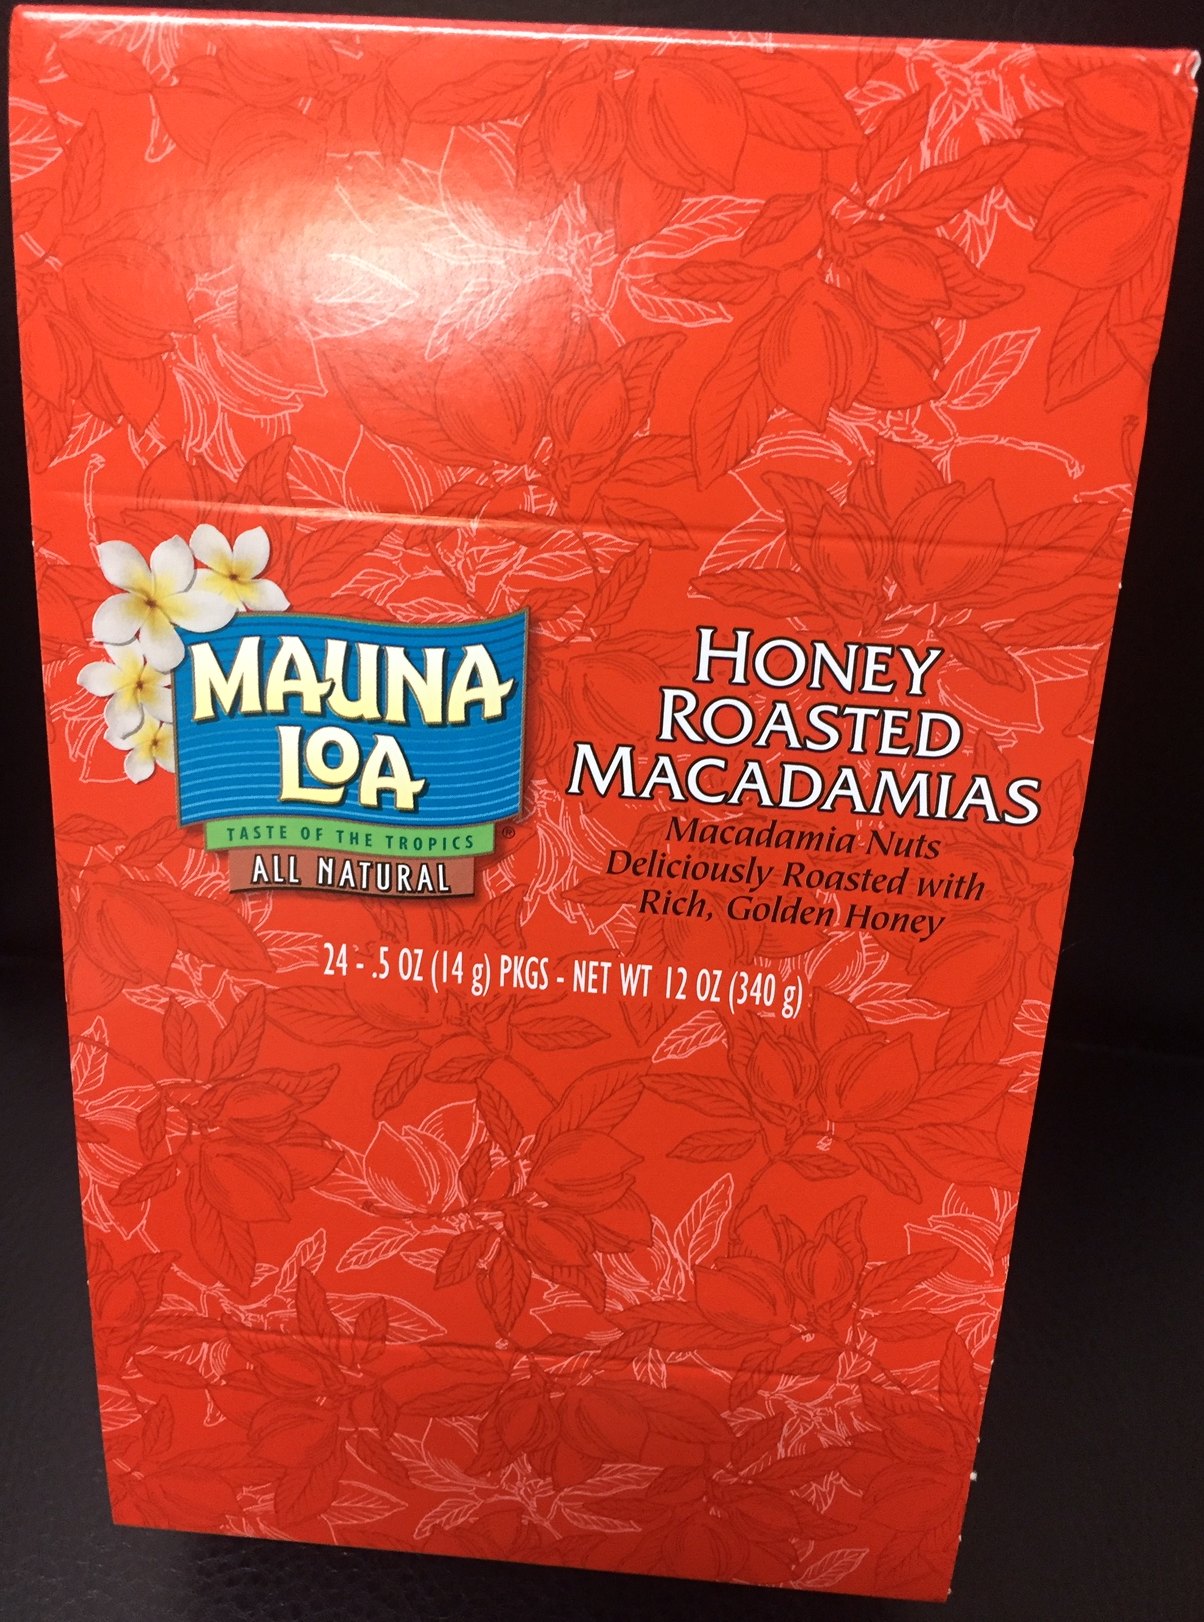 MAUNA
LOA
TASTE OF THE TROPICS ®
ALL NATURAL
HONEY
ROASTED
MACADAMIAS
Macadamia Nuts
Deliciously Roasted with
Rich, Golden Honey
24 - .5 OZ (14 g) PKGS - NET WT 12 OZ (340 g)